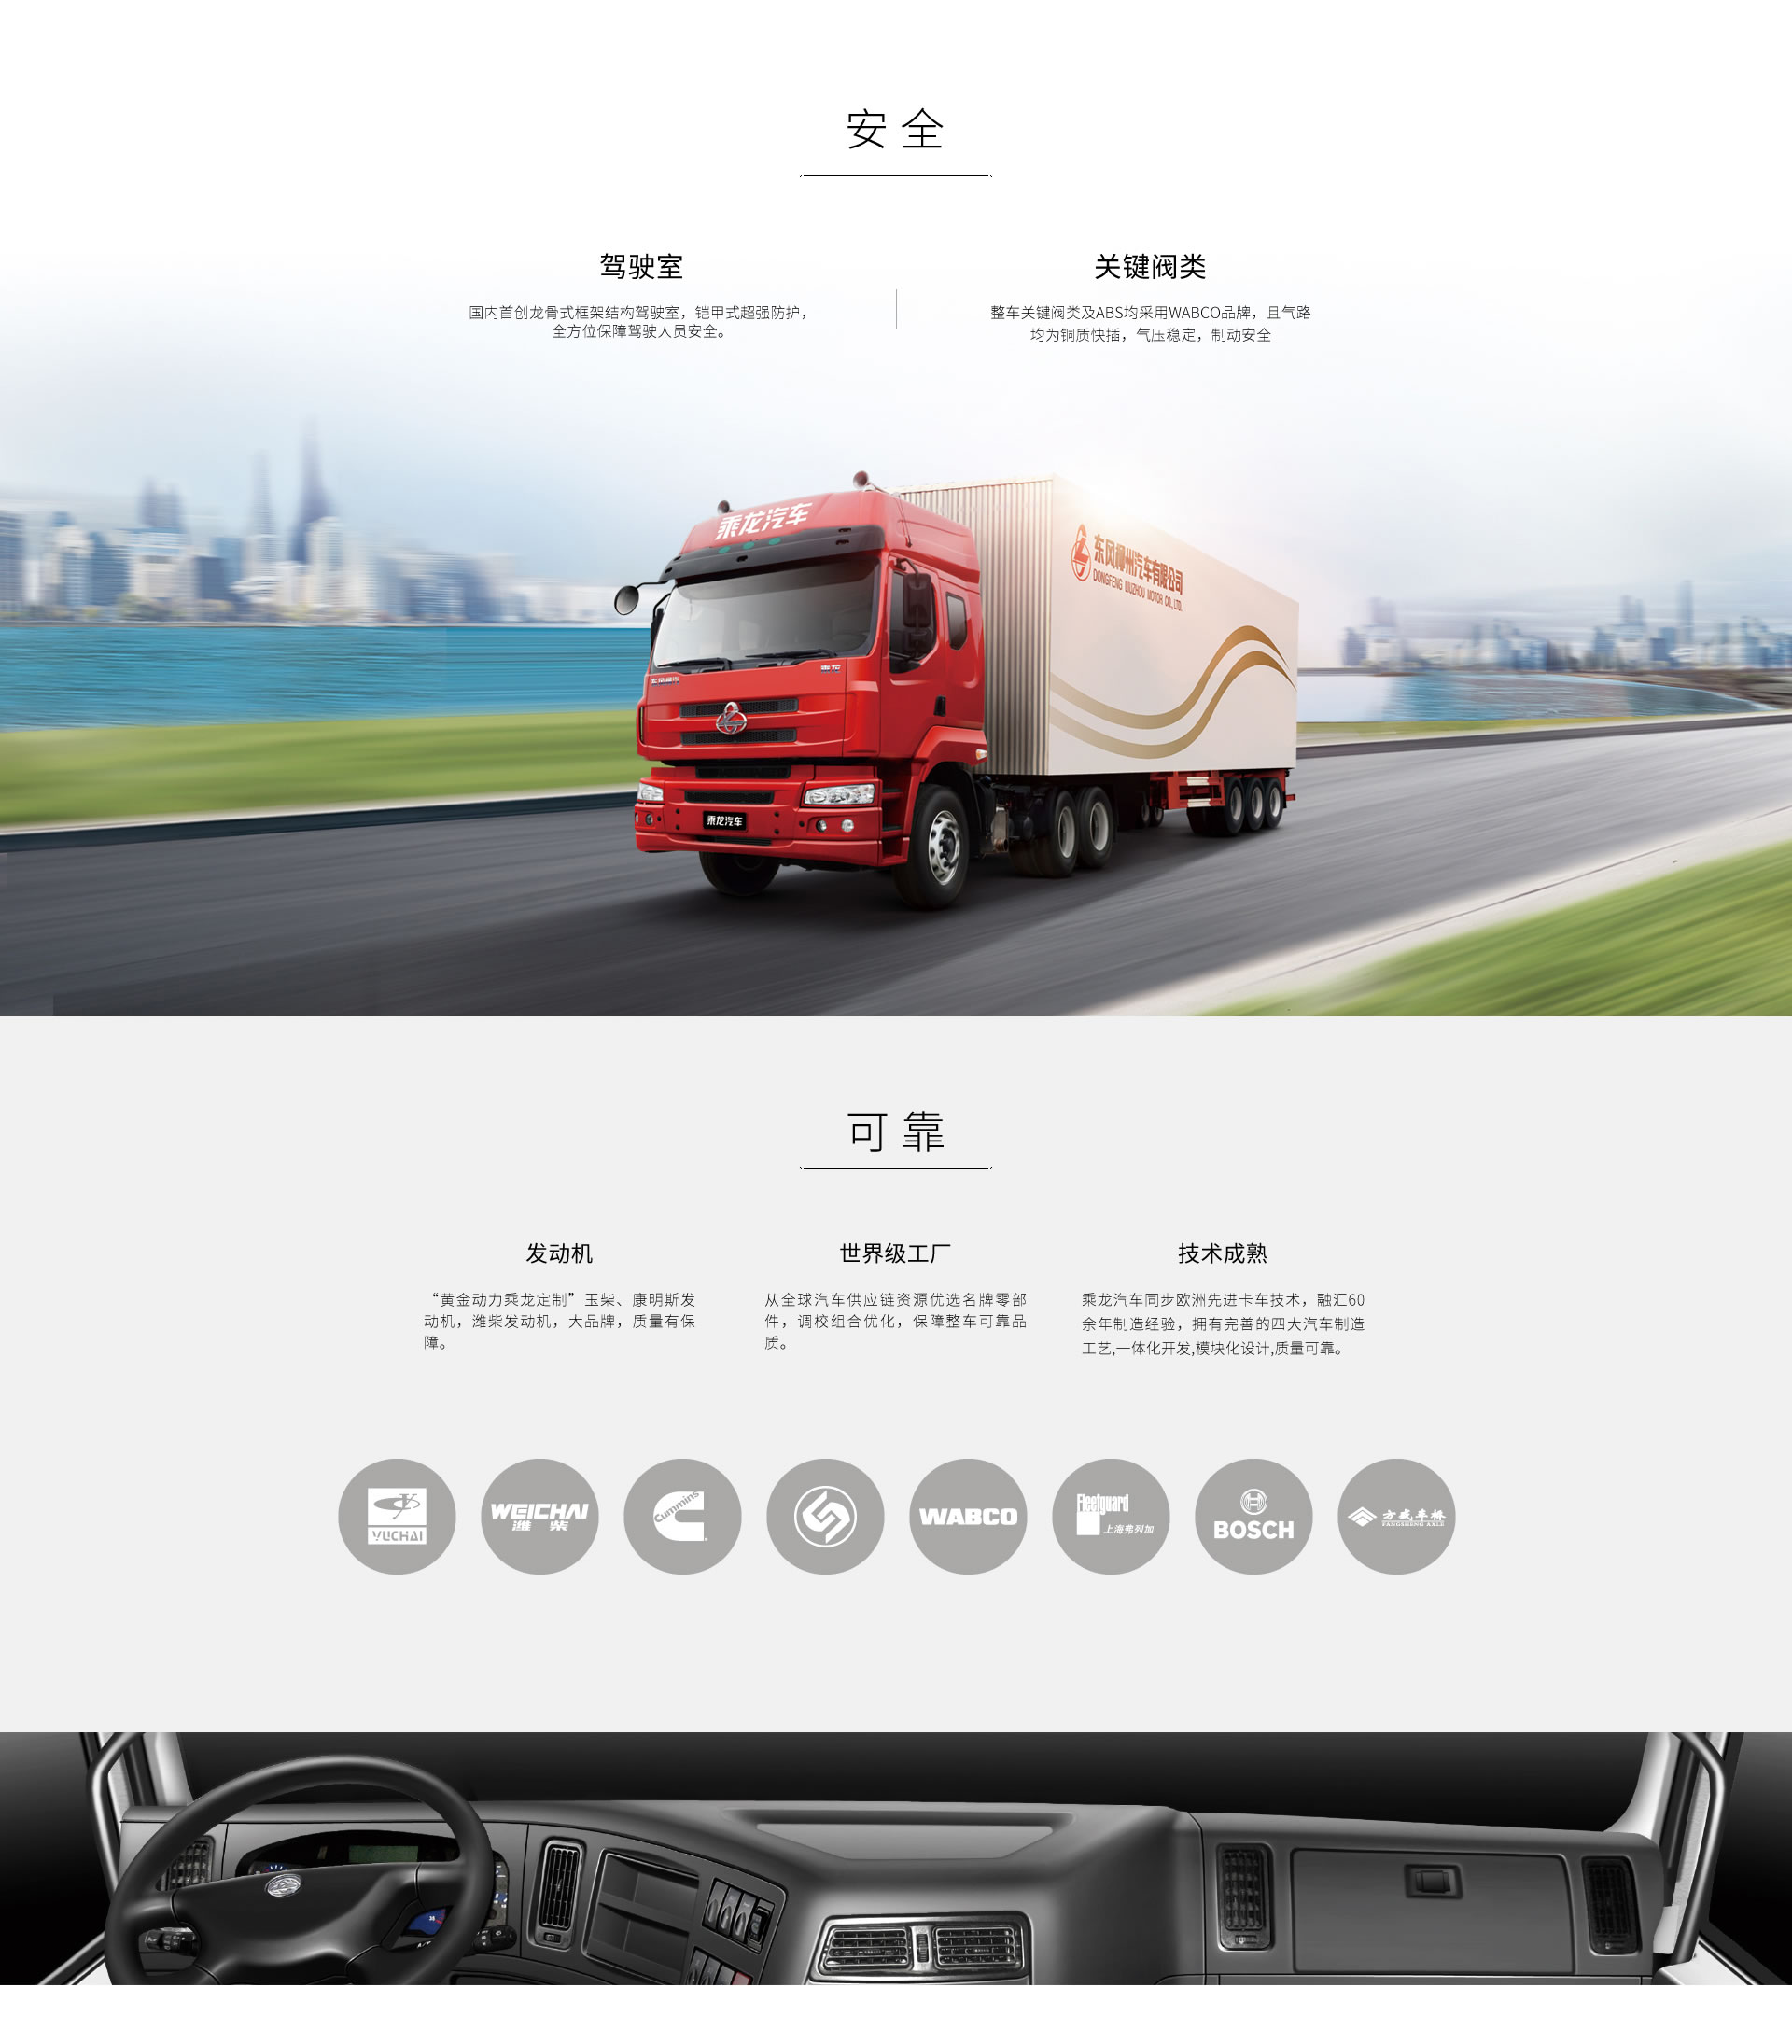 安全
驾驶室
国内首创龙骨式框架结构驾驶室，铠甲式超强防护，
全方位保障驾驶人员安全。
关键阀类
整车关键阀类及ABS均采用WABCO品牌，且气路
均为铜质快插，气压稳定，制动安全
乘龙汽车
东风柳州汽车有限公司
DONGFENG LIUZHOU MOTOR CO., LTD.
东风柳汽
乘龙
乘龙汽车
可靠
发动机
“黄金动力乘龙定制”玉柴、康明斯发
动机，潍柴发动机，大品牌，质量有保
障。
世界级工厂
从全球汽车供应链资源优选名牌零部
件，调校组合优化，保障整车可靠品
质。
技术成熟
乘龙汽车同步欧洲先进卡车技术，融汇60
余年制造经验，拥有完善的四大汽车制造
工艺,一体化开发,模块化设计,质量可靠。
YUCHAI
WEICHAI
潍柴
Cummins
WABCO
Fleetguard
上海弗列加
BOSCH
方盛车桥
FANGSHENG AXLE